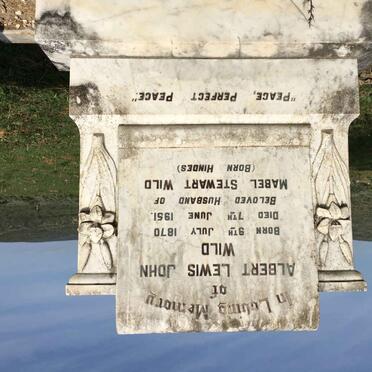 In Loving Memory
of
ALBERT LEWIS JOHN
WILD
BORN 9TH JULY 1870
DIED 7TH JUNE 1951.
BELOVED HUSBAND OF
MABEL STEWART WILD
(BORN HINDES)
"PEACE, PERFECT PEACE."